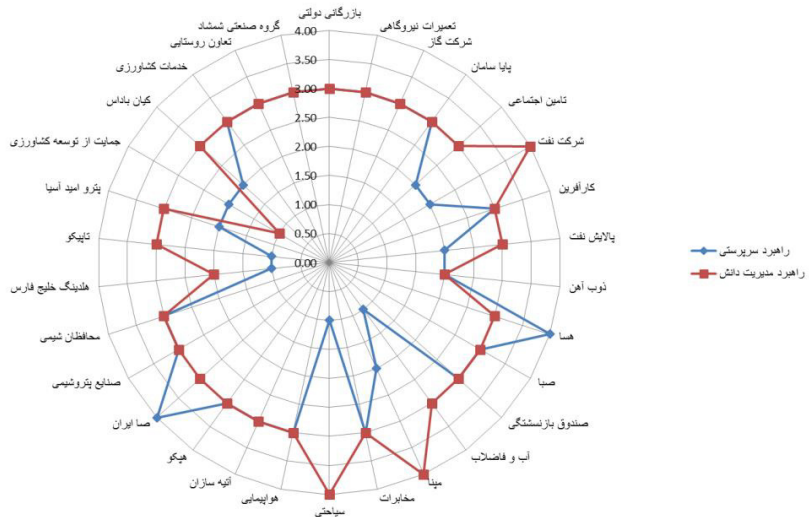 بازرگانی دولتی
تعمیرات نیروگاهی
شرکت گاز
پایا سامان
تامین اجتماعی
شرکت نفت
کارآفرین
پالایش نفت
ذوب آهن
هسا
صبا
صندوق بازنسشتگی
آب و فاضلاب
مپنا
مخابرات
سیاحتی
هواپیمایی
آتیه سازان
هپکو
صا ایران
صنایع پتروشیمی
محافظان شیمی
هلدینگ خلیج فارس
تاپیکو
پترو امید آسیا
جمایت از توسعه کشاورزی
کیان باداس
خدمات کشاورزی
تعاون روستایی
گروه صنعتی شمشاد
4.00
3.50
3.00
2.50
2.00
1.50
1.00
0.50
0.00
راهبرد سرپرستی
راهبرد مدیریت دانش